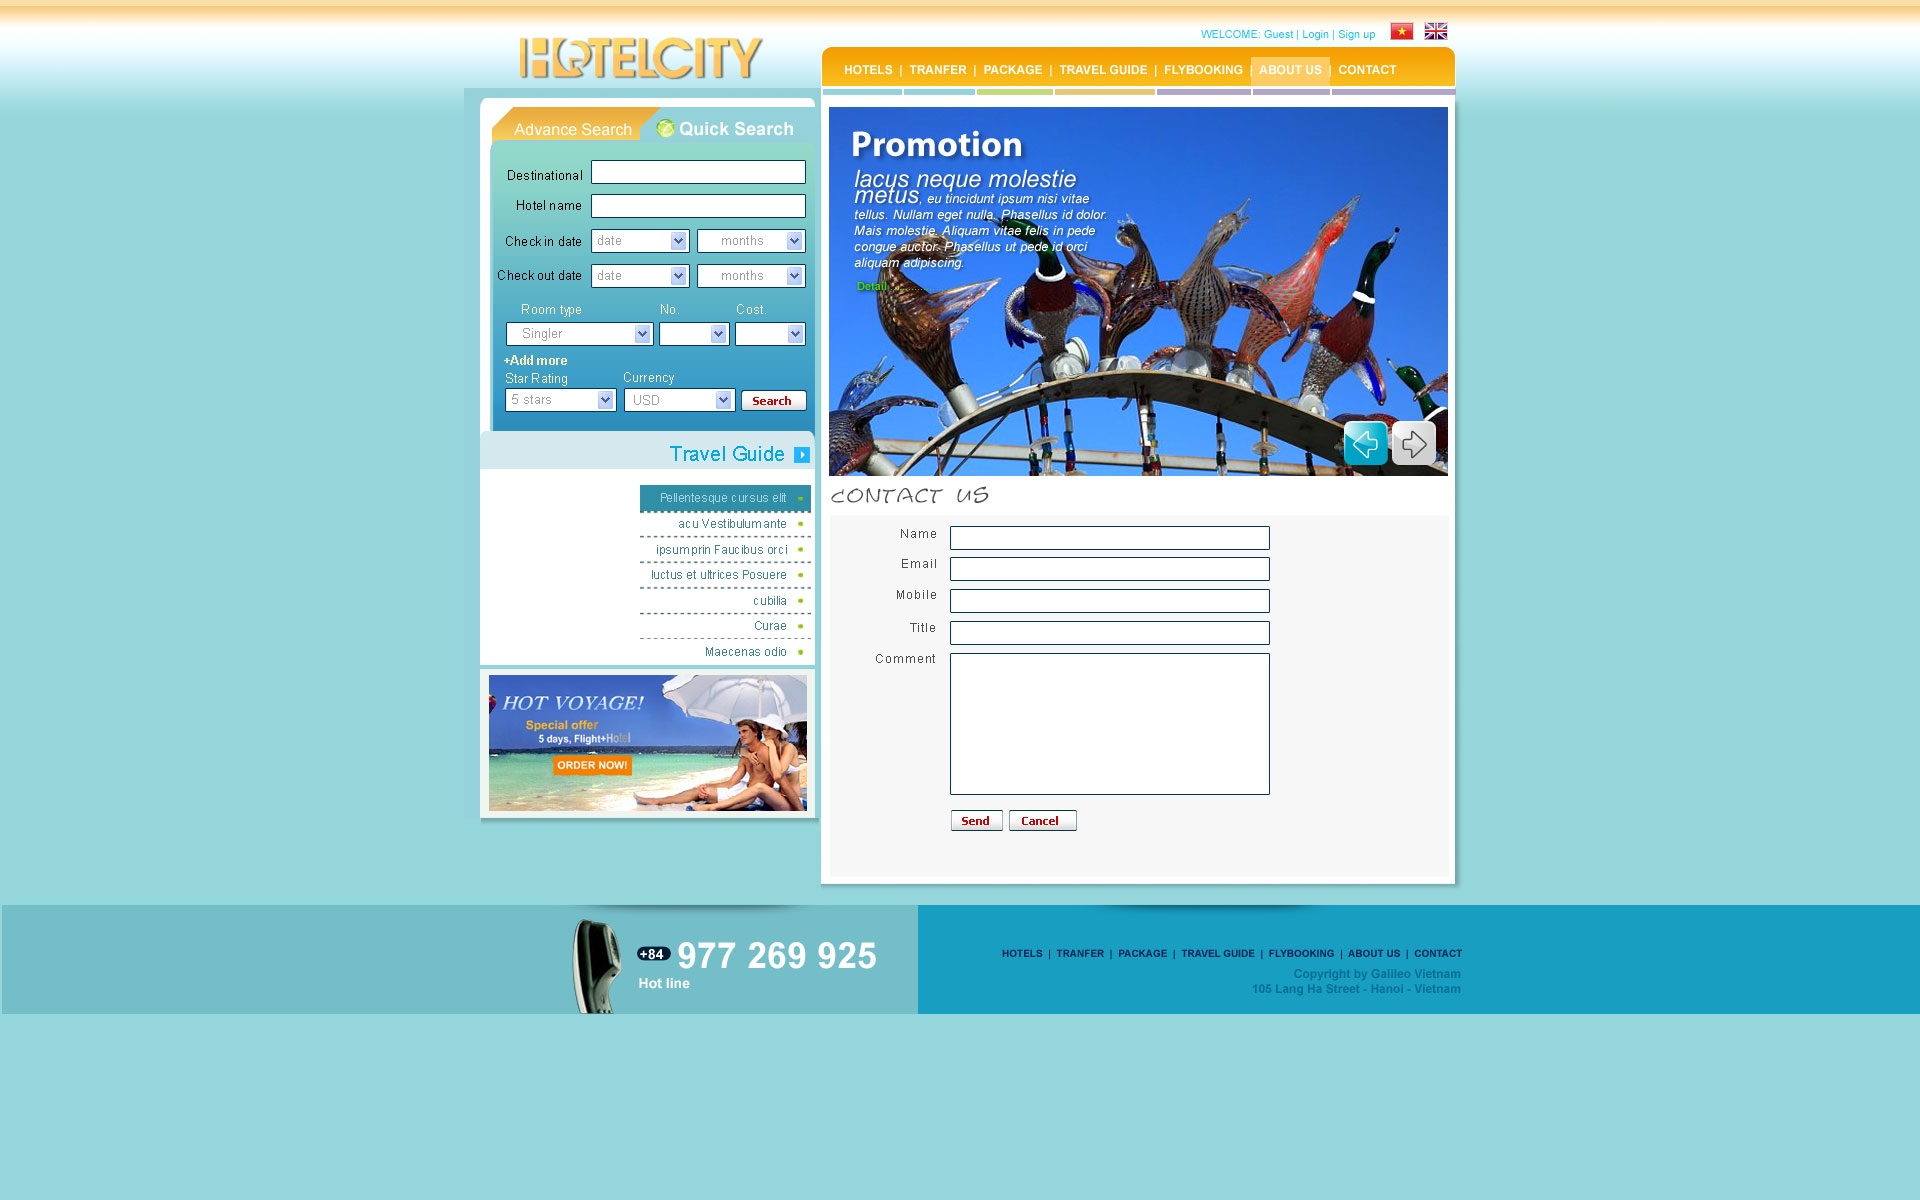 WELCOME: Guest | Login | Sign up
HOTELCITY
HOTELS | TRANFER | PACKAGE | TRAVEL GUIDE | FLYBOOKING | ABOUT US | CONTACT
Advance Search
Quick Search
Destinational
Hotel name
Check in date date months
Check out date date months
Room type No. Cost.
Singler
+Add more
Star Rating Currency
5 stars USD Search
Travel Guide
Pellentesque cursus elit
acu Vestibulumante
ipsumprin Faucibus orci
luctus et ultrices Posuere
cubilia
Curae
Maecenas odio
HOT VOYAGE!
Special offer
5 days, Flight+Hotel
ORDER NOW!
Promotion
lacus neque molestie
metus, eu tincidunt ipsum nisi vitae
tellus. Nullam eget nulla. Phasellus id dolor.
Mais molestie. Aliquam vitae felis in pede
congue auctor. Phasellus ut pede id orci
aliquam adipiscing.
Detail
CONTACT US
Name
Email
Mobile
Title
Comment
Send Cancel
+84 977 269 925
Hot line
HOTELS | TRANFER | PACKAGE | TRAVEL GUIDE | FLYBOOKING | ABOUT US | CONTACT
Copyright by Galileo Vietnam
105 Lang Ha Street - Hanoi - Vietnam